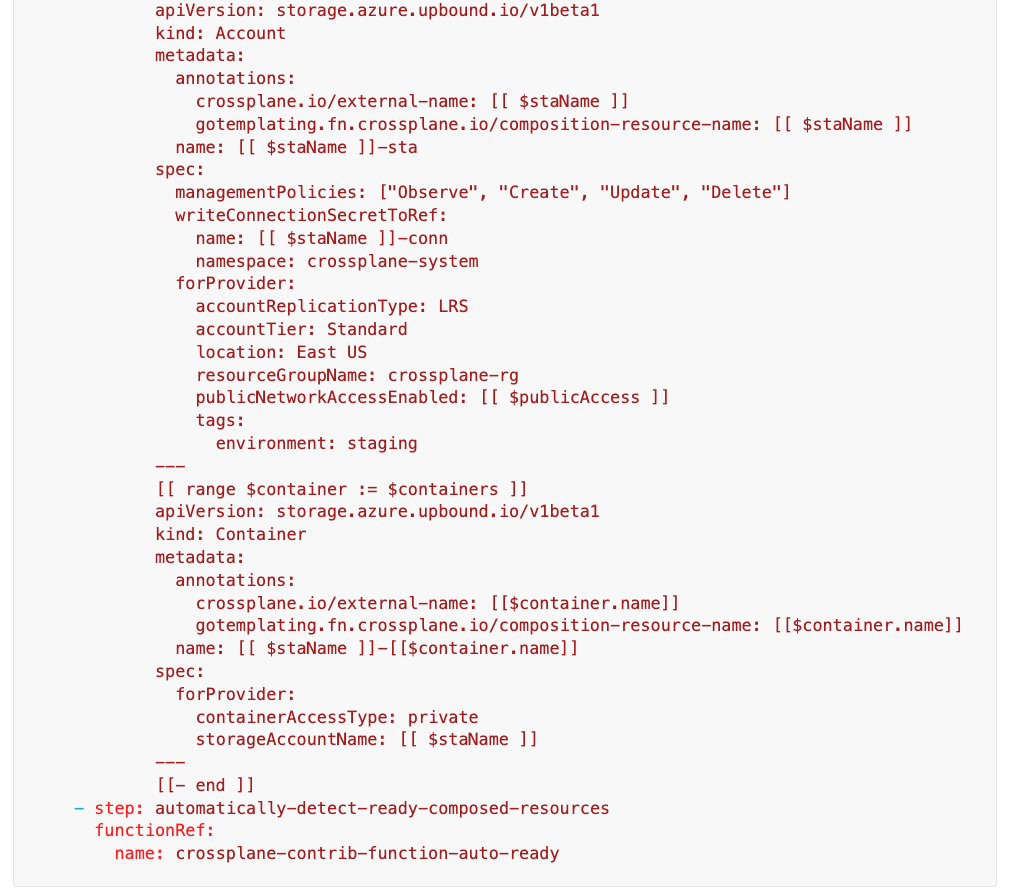 apiVersion: storage.azure.upbound.io/v1beta1
kind: Account
metadata:
  annotations:
    crossplane.io/external-name: [[ $staName ]]
    gotemplating.fn.crossplane.io/composition-resource-name: [[ $staName ]]
  name: [[ $staName ]]-sta
spec:
  managementPolicies: ["Observe", "Create", "Update", "Delete"]
  writeConnectionSecretToRef:
    name: [[ $staName ]]-conn
    namespace: crossplane-system
  forProvider:
    accountReplicationType: LRS
    accountTier: Standard
    location: East US
    resourceGroupName: crossplane-rg
    publicNetworkAccessEnabled: [[ $publicAccess ]]
    tags:
      environment: staging
---
[[ range $container := $containers ]]
apiVersion: storage.azure.upbound.io/v1beta1
kind: Container
metadata:
  annotations:
    crossplane.io/external-name: [[$container.name]]
    gotemplating.fn.crossplane.io/composition-resource-name: [[$container.name]]
  name: [[ $staName ]]-[[$container.name]]
spec:
  forProvider:
    containerAccessType: private
    storageAccountName: [[ $staName ]]
---
[[- end ]]
- step: automatically-detect-ready-composed-resources
  functionRef:
    name: crossplane-contrib-function-auto-ready